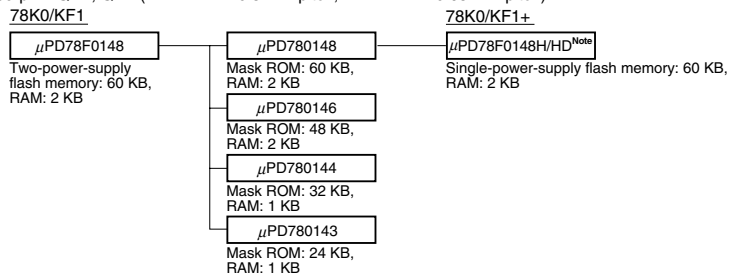 78K0/KF1
78K0/KF1+
μPD78F0148
μPD780148
μPD78F0148H/HDNote
Two-power-supply
flash memory: 60 KB,
RAM: 2 KB
Mask ROM: 60 KB,
RAM: 2 KB
Single-power-supply flash memory: 60 KB,
RAM: 2 KB
μPD780146
Mask ROM: 48 KB,
RAM: 2 KB
μPD780144
Mask ROM: 32 KB,
RAM: 1 KB
μPD780143
Mask ROM: 24 KB,
RAM: 1 KB